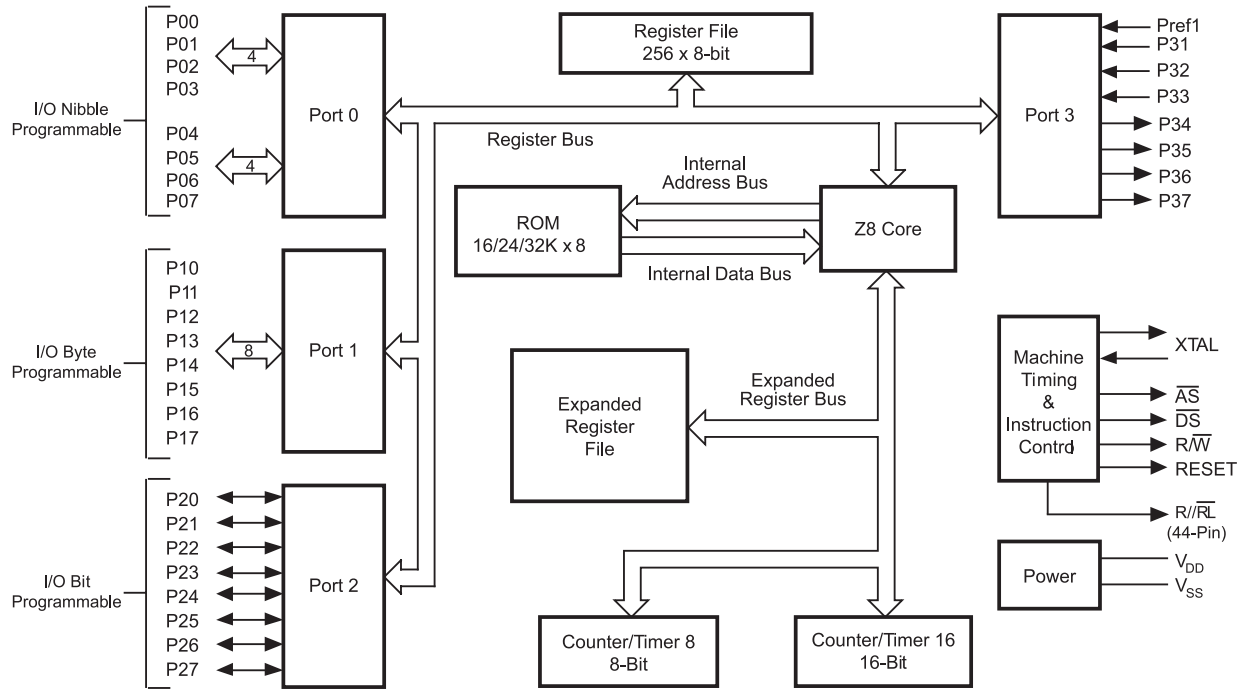 I/O Nibble
Programmable
P00
P01
P02
P03
P04
P05
P06
P07
4
4
Port 0
I/O Byte
Programmable
P10
P11
P12
P13
P14
P15
P16
P17
8
Port 1
I/O Bit
Programmable
P20
P21
P22
P23
P24
P25
P26
P27
Port 2
Register File
256 x 8-bit
Register Bus
Internal
Address Bus
ROM
16/24/32K x 8
Internal Data Bus
Z8 Core
Expanded
Register Bus
Expanded
Register
File
Counter/Timer 8
8-Bit
Counter/Timer 16
16-Bit
Port 3
Pref1
P31
P32
P33
P34
P35
P36
P37
Machine
Timing
&
Instruction
Control
XTAL
A̅S̅
D̅S̅
R/W̅
RESET
R//R̅L̅
(44-Pin)
Power
VDD
VSS